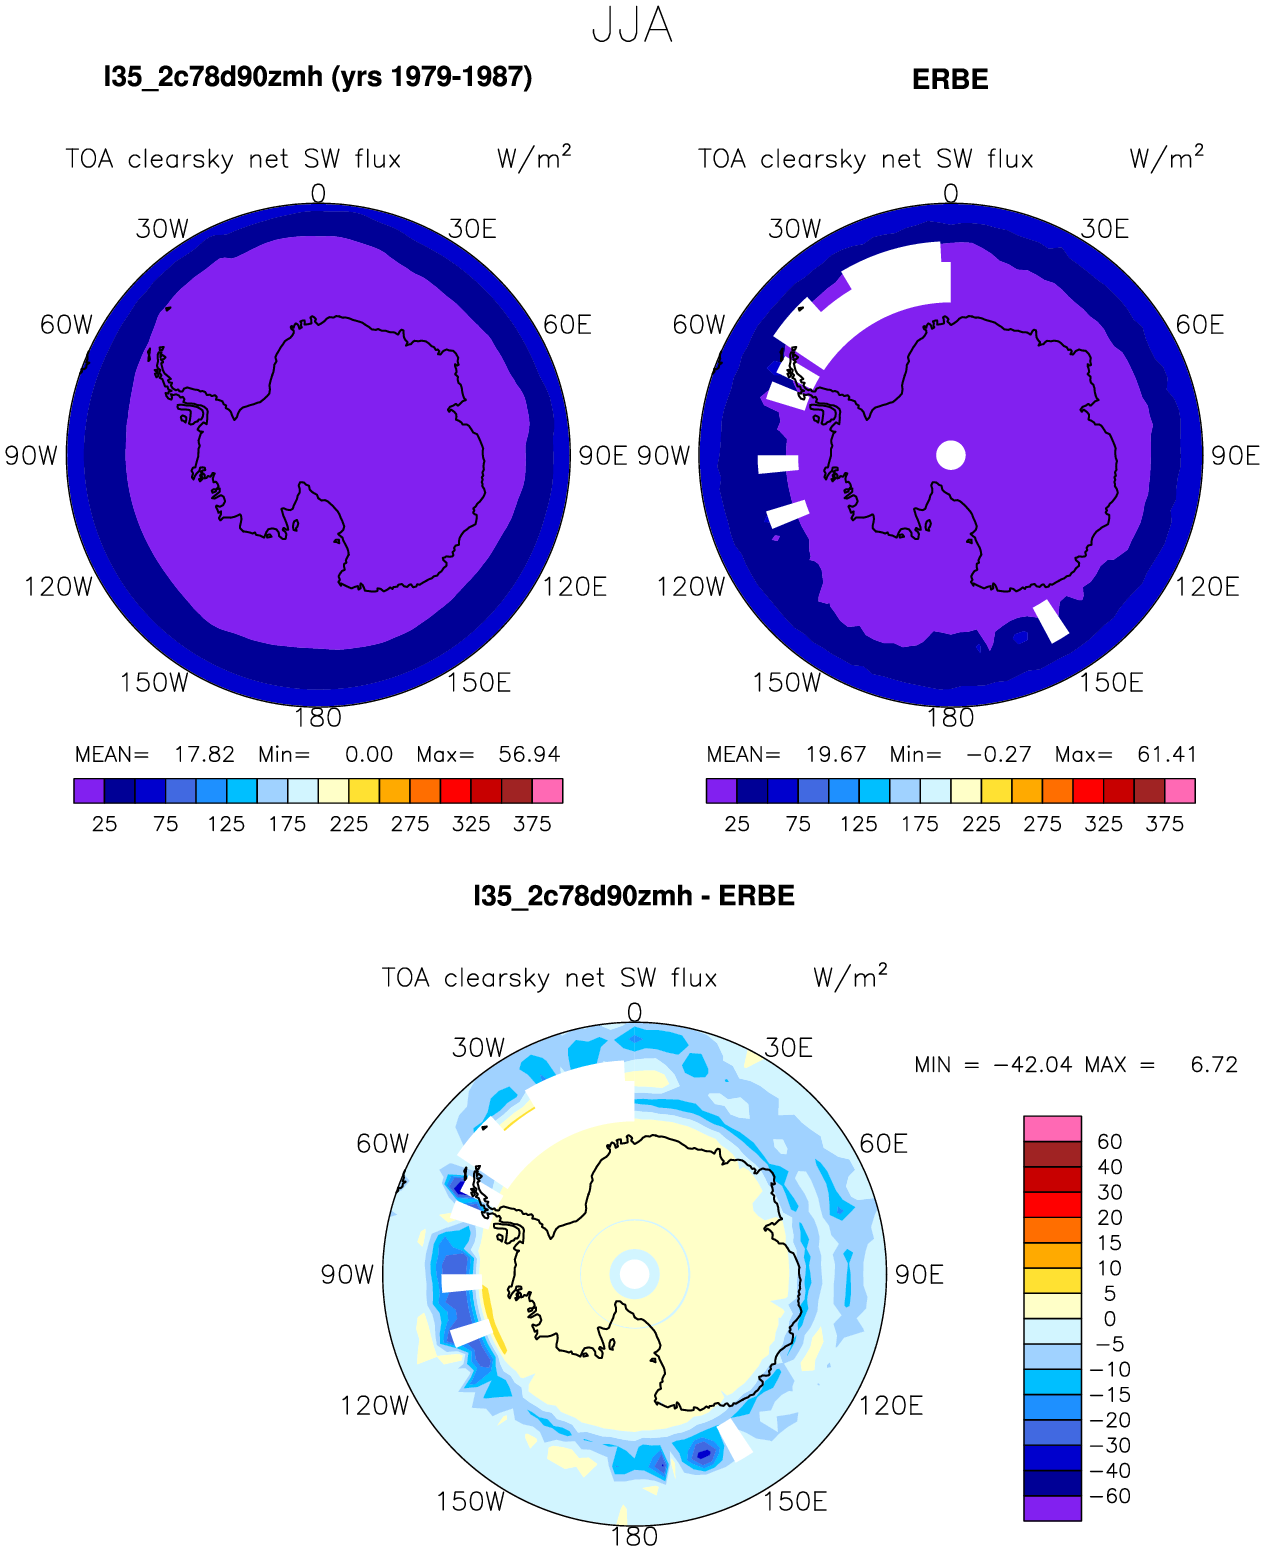 JJA
l35_2c78d90zmh (yrs 1979-1987)
ERBE
TOA clearsky net SW flux W/m2
TOA clearsky net SW flux W/m2
0
30W 30E
60W 60E
90W 90E
120W 120E
150W 150E
180
0
30W 30E
60W 60E
90W 90E
120W 120E
150W 150E
180
MEAN= 17.82 Min= 0.00 Max= 56.94
25 75 125 175 225 275 325 375
MEAN= 19.67 Min= −0.27 Max= 61.41
25 75 125 175 225 275 325 375
l35_2c78d90zmh - ERBE
TOA clearsky net SW flux W/m2
0
30W 30E
60W 60E
90W 90E
120W 120E
150W 150E
180
MIN = −42.04 MAX = 6.72
60
40
30
20
15
10
5
0
−5
−10
−15
−20
−30
−40
−60